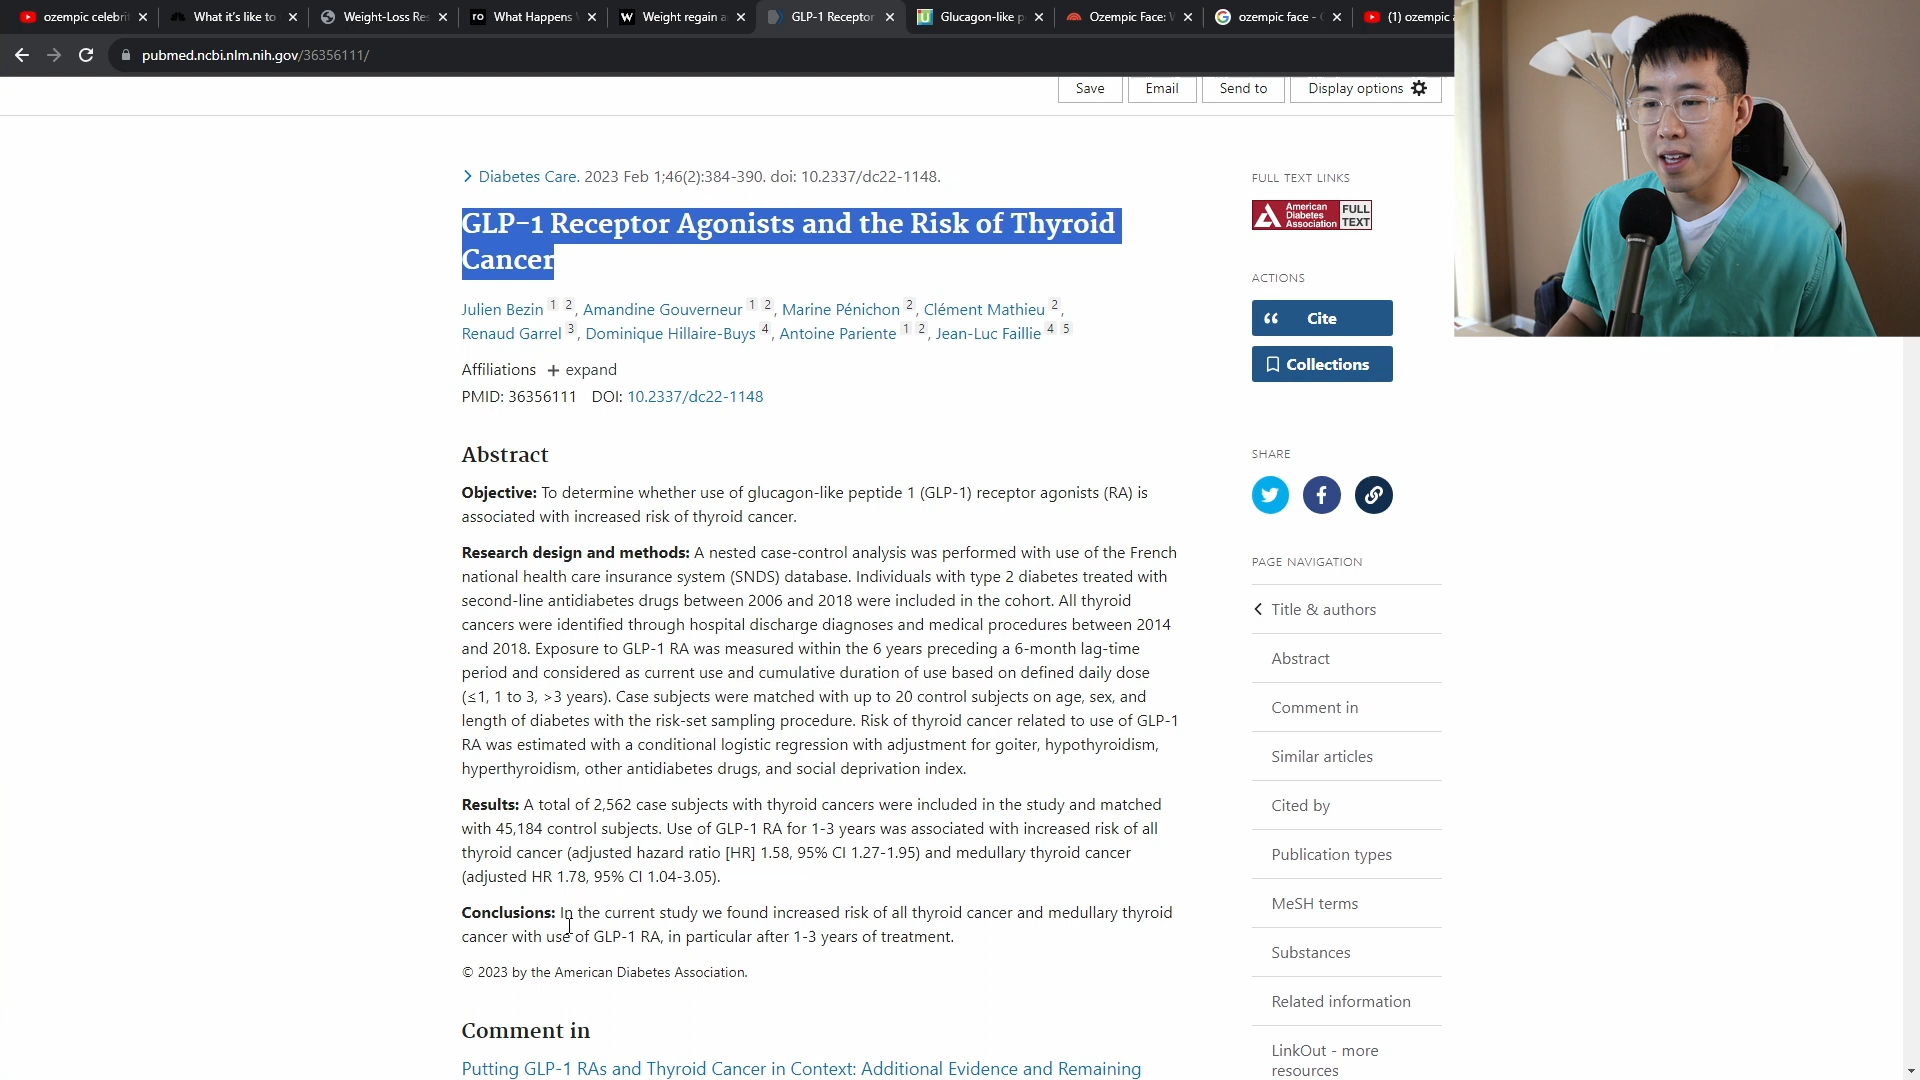 ozempic celebrit
What it's like to
Weight-Loss Res
ro What Happens
W Weight regain a
GLP-1 Receptor
Glucagon-like p
Ozempic Face: W
ozempic face -
(1) ozempic a
pubmed.ncbi.nlm.nih.gov/36356111/
Save
Email
Send to
Display options
Diabetes Care. 2023 Feb 1;46(2):384-390. doi: 10.2337/dc22-1148.
GLP-1 Receptor Agonists and the Risk of Thyroid
Cancer
Julien Bezin 1 2, Amandine Gouverneur 1 2, Marine Pénichon 2, Clément Mathieu 2,
Renaud Garrel 3, Dominique Hillaire-Buys 4, Antoine Pariente 1 2, Jean-Luc Faillie 4 5
Affiliations + expand
PMID: 36356111 DOI: 10.2337/dc22-1148
Abstract
Objective: To determine whether use of glucagon-like peptide 1 (GLP-1) receptor agonists (RA) is
associated with increased risk of thyroid cancer.
Research design and methods: A nested case-control analysis was performed with use of the French
national health care insurance system (SNDS) database. Individuals with type 2 diabetes treated with
second-line antidiabetes drugs between 2006 and 2018 were included in the cohort. All thyroid
cancers were identified through hospital discharge diagnoses and medical procedures between 2014
and 2018. Exposure to GLP-1 RA was measured within the 6 years preceding a 6-month lag-time
period and considered as current use and cumulative duration of use based on defined daily dose
(≤1, 1 to 3, >3 years). Case subjects were matched with up to 20 control subjects on age, sex, and
length of diabetes with the risk-set sampling procedure. Risk of thyroid cancer related to use of GLP-1
RA was estimated with a conditional logistic regression with adjustment for goiter, hypothyroidism,
hyperthyroidism, other antidiabetes drugs, and social deprivation index.
Results: A total of 2,562 case subjects with thyroid cancers were included in the study and matched
with 45,184 control subjects. Use of GLP-1 RA for 1-3 years was associated with increased risk of all
thyroid cancer (adjusted hazard ratio [HR] 1.58, 95% CI 1.27-1.95) and medullary thyroid cancer
(adjusted HR 1.78, 95% CI 1.04-3.05).
Conclusions: In the current study we found increased risk of all thyroid cancer and medullary thyroid
cancer with use of GLP-1 RA, in particular after 1-3 years of treatment.
© 2023 by the American Diabetes Association.
Comment in
Putting GLP-1 RAs and Thyroid Cancer in Context: Additional Evidence and Remaining
FULL TEXT LINKS
American
Diabetes
Association
FULL
TEXT
ACTIONS
Cite
Collections
SHARE
PAGE NAVIGATION
Title & authors
Abstract
Comment in
Similar articles
Cited by
Publication types
MeSH terms
Substances
Related information
LinkOut - more
resources